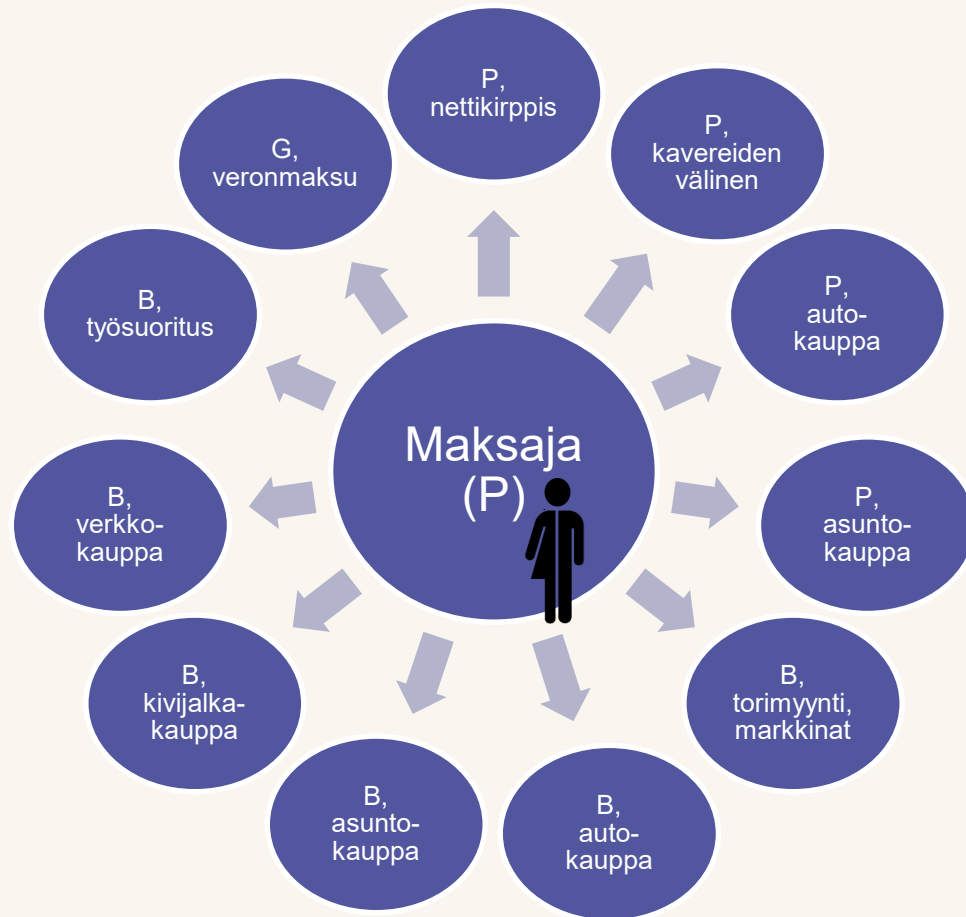 P,
nettikirppis
P,
kavereiden
välinen
P,
auto-
kauppa
P,
asunto-
kauppa
B,
torimyynti,
markkinat
B,
auto-
kauppa
B,
asunto-
kauppa
B,
kivijalka-
kauppa
B,
verkko-
kauppa
B,
työsuoritus
G,
veronmaksu
Maksaja
(P)